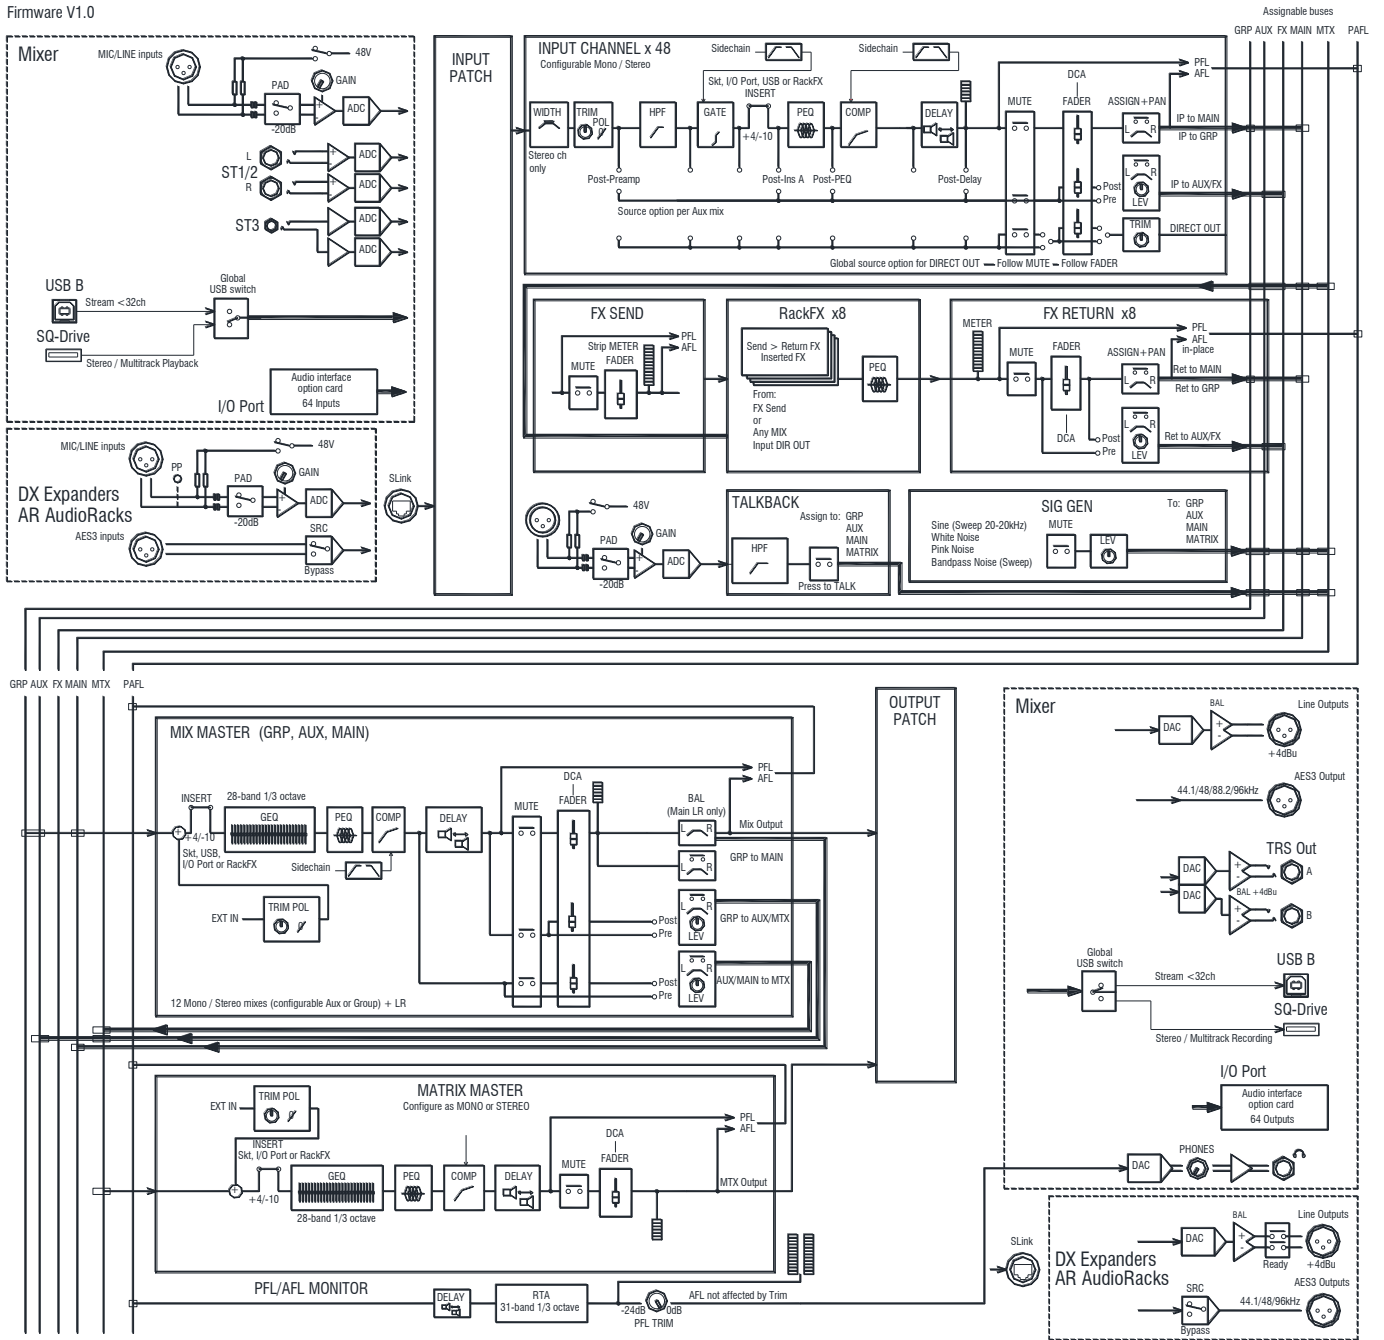 Firmware V1.0
Assignable buses
GRP AUX FX MAIN MTX PAFL
Mixer
MIC/LINE inputs
48V
GAIN
PAD
-20dB
ADC
L
ST1/2
R
ADC
ADC
ST3
ADC
ADC
USB B
Stream <32ch
Global
USB switch
SQ-Drive
Stereo / Multitrack Playback
Audio interface
option card
64 Inputs
I/O Port
MIC/LINE inputs
48V
PP
GAIN
PAD
-20dB
ADC
DX Expanders
AR AudioRacks
AES3 inputs
SRC
Bypass
SLink
INPUT
PATCH
INPUT CHANNEL x 48
Configurable Mono / Stereo
Sidechain
Sidechain
Skt, I/O Port, USB or RackFX
INSERT
WIDTH
TRIM
POL
HPF
GATE
+4/-10
PEQ
COMP
DELAY
Stereo ch
only
Post-Preamp
Post-Ins A
Post-PEQ
Post-Delay
Source option per Aux mix
Global source option for DIRECT OUT
Follow MUTE
Follow FADER
PFL
AFL
DCA
MUTE
FADER
ASSIGN+PAN
L R
IP to MAIN
IP to GRP
Post
Pre
L R
LEV
IP to AUX/FX
TRIM
DIRECT OUT
FX SEND
PFL
AFL
Strip METER
FADER
MUTE
RackFX x8
Send > Return FX
Inserted FX
PEQ
From:
FX Send
or
Any MIX
Input DIR OUT
FX RETURN x8
METER
PFL
AFL
in-place
MUTE
FADER
ASSIGN+PAN
L R
Ret to MAIN
Ret to GRP
DCA
Post
Pre
L R
LEV
Ret to AUX/FX
48V
GAIN
PAD
-20dB
ADC
TALKBACK
Assign to: GRP
AUX
MAIN
MATRIX
HPF
Press to TALK
SIG GEN
To: GRP
AUX
MAIN
MATRIX
Sine (Sweep 20-20kHz)
White Noise
Pink Noise
Bandpass Noise (Sweep)
MUTE
LEV
GRP AUX FX MAIN MTX PAFL
MIX MASTER (GRP, AUX, MAIN)
PFL
AFL
DCA
FADER
MUTE
INSERT
28-band 1/3 octave
GEQ
PEQ
COMP
DELAY
+4/-10
Skt, USB,
I/O Port or RackFX
Sidechain
EXT IN
TRIM POL
BAL
(Main LR only)
L R
Mix Output
L R
GRP to MAIN
L R
Post
Pre
LEV
GRP to AUX/MTX
L R
Post
Pre
LEV
AUX/MAIN to MTX
12 Mono / Stereo mixes (configurable Aux or Group) + LR
OUTPUT
PATCH
MATRIX MASTER
Configure as MONO or STEREO
EXT IN
TRIM POL
INSERT
Skt, I/O Port or RackFX
+4/-10
GEQ
28-band 1/3 octave
PEQ
COMP
DELAY
MUTE
DCA
FADER
PFL
AFL
MTX Output
PFL/AFL MONITOR
DELAY
RTA
31-band 1/3 octave
-24dB
0dB
PFL TRIM
AFL not affected by Trim
Mixer
DAC
BAL
Line Outputs
+4dBu
44.1/48/88.2/96kHz
AES3 Output
TRS Out
DAC
A
BAL +4dBu
DAC
B
Global
USB switch
Stream <32ch
USB B
SQ-Drive
Stereo / Multitrack Recording
I/O Port
Audio interface
option card
64 Outputs
DAC
PHONES
SLink
DX Expanders
AR AudioRacks
DAC
BAL
Ready
Line Outputs
+4dBu
SRC
Bypass
44.1/48/96kHz
AES3 Outputs